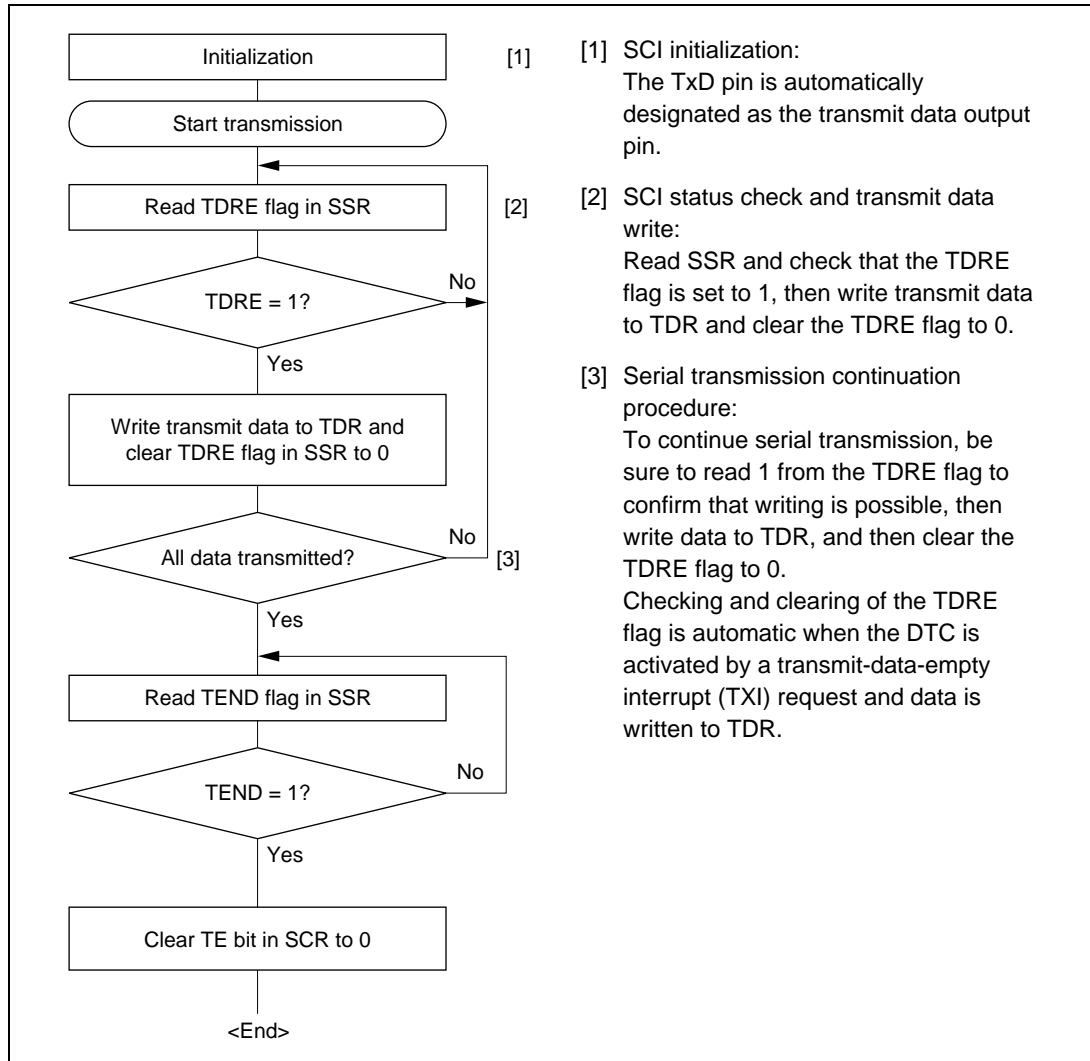 Initialization
[1]
Start transmission
Read TDRE flag in SSR
[2]
TDRE = 1?
No
Yes
Write transmit data to TDR and
clear TDRE flag in SSR to 0
All data transmitted?
No
[3]
Yes
Read TEND flag in SSR
TEND = 1?
No
Yes
Clear TE bit in SCR to 0
<End>
[1] SCI initialization:
The TxD pin is automatically
designated as the transmit data output
pin.
[2] SCI status check and transmit data
write:
Read SSR and check that the TDRE
flag is set to 1, then write transmit data
to TDR and clear the TDRE flag to 0.
[3] Serial transmission continuation
procedure:
To continue serial transmission, be
sure to read 1 from the TDRE flag to
confirm that writing is possible, then
write data to TDR, and then clear the
TDRE flag to 0.
Checking and clearing of the TDRE
flag is automatic when the DTC is
activated by a transmit-data-empty
interrupt (TXI) request and data is
written to TDR.